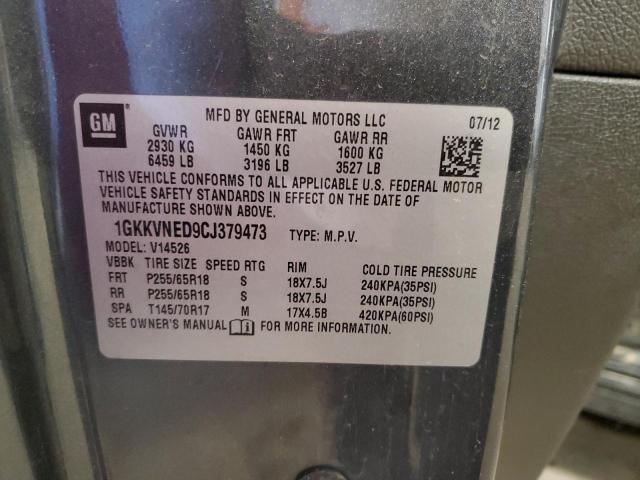 GM
MFD BY GENERAL MOTORS LLC 07/12
GVWR GAWR FRT GAWR RR
2930 KG 1450 KG 1600 KG
6459 LB 3196 LB 3527 LB
THIS VEHICLE CONFORMS TO ALL APPLICABLE U.S. FEDERAL MOTOR
VEHICLE SAFETY STANDARDS IN EFFECT ON THE DATE OF
MANUFACTURE SHOWN ABOVE.
1GKKVNED9CJ379473 TYPE: M.P.V.
MODEL: V14526
VBBK TIRE SIZE SPEED RTG RIM COLD TIRE PRESSURE
FRT P255/65R18 S 18X7.5J 240KPA(35PSI)
RR P255/65R18 S 18X7.5J 240KPA(35PSI)
SPA T145/70R17 M 17X4.5B 420KPA(60PSI)
SEE OWNER'S MANUAL FOR MORE INFORMATION.